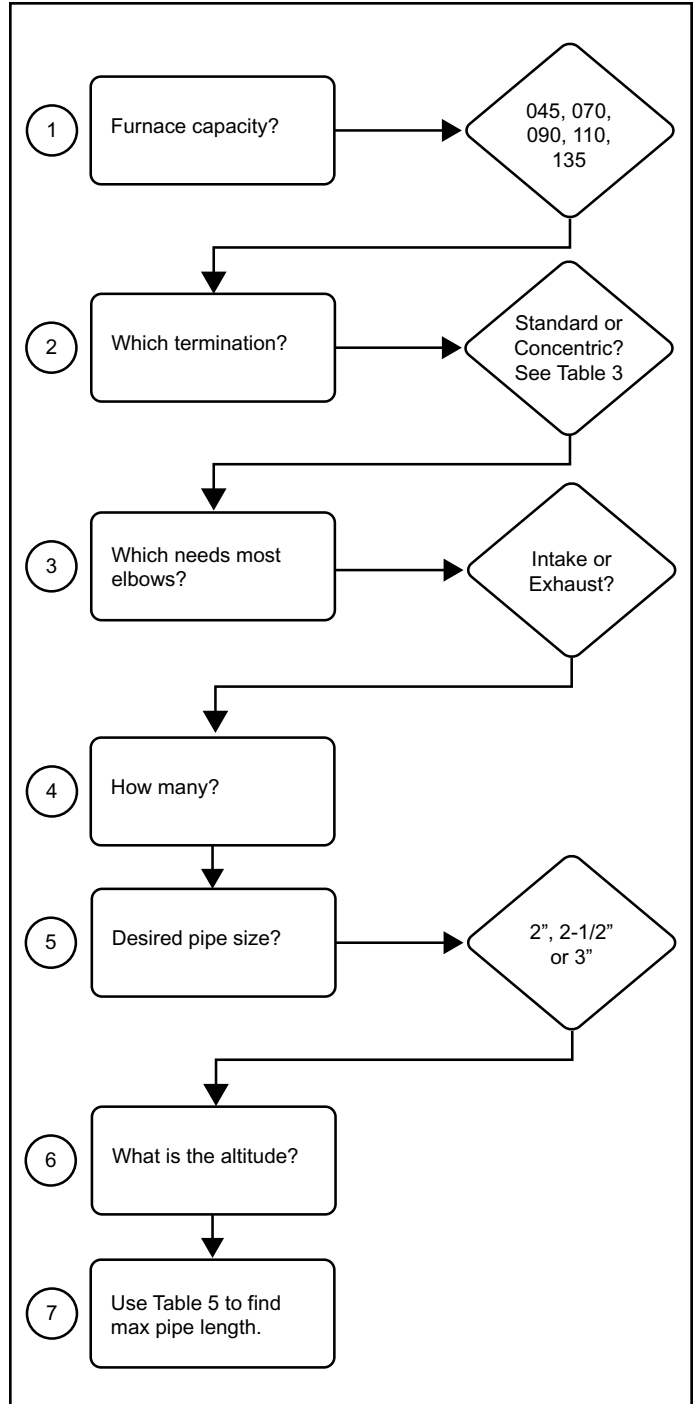 1
Furnace capacity?
045, 070,
090, 110,
135
2
Which termination?
Standard or
Concentric?
See Table 3
3
Which needs most
elbows?
Intake or
Exhaust?
4
How many?
5
Desired pipe size?
2”, 2-1/2”
or 3”
6
What is the altitude?
7
Use Table 5 to find
max pipe length.